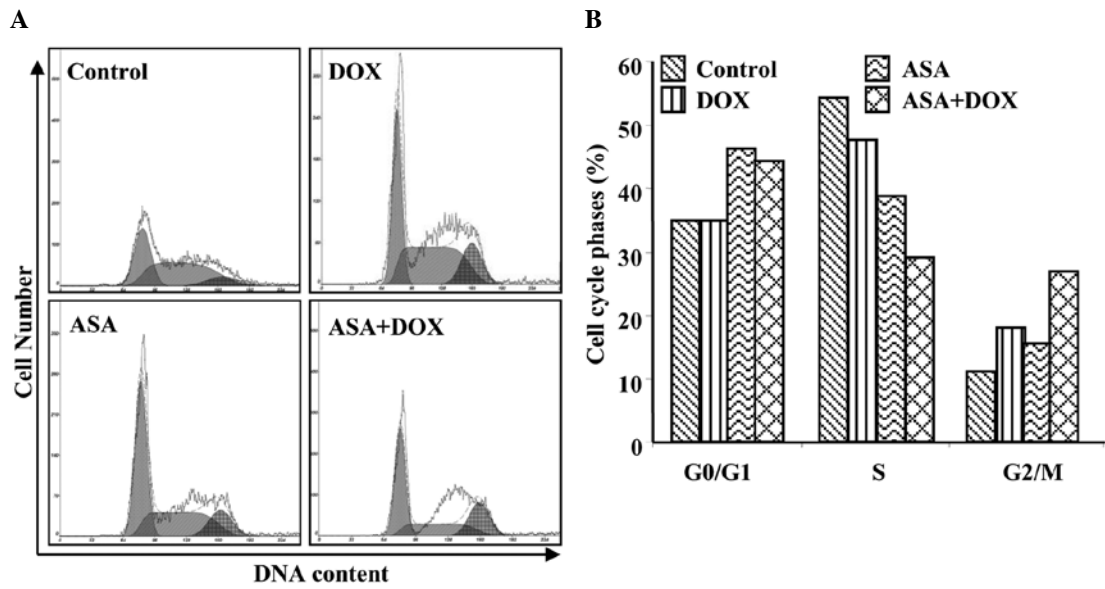 A
Control
DOX
ASA
ASA+DOX
Cell Number
DNA content
B
Control
ASA
DOX
ASA+DOX
Cell cycle phases (%)
60
50
40
30
20
10
0
G0/G1
S
G2/M